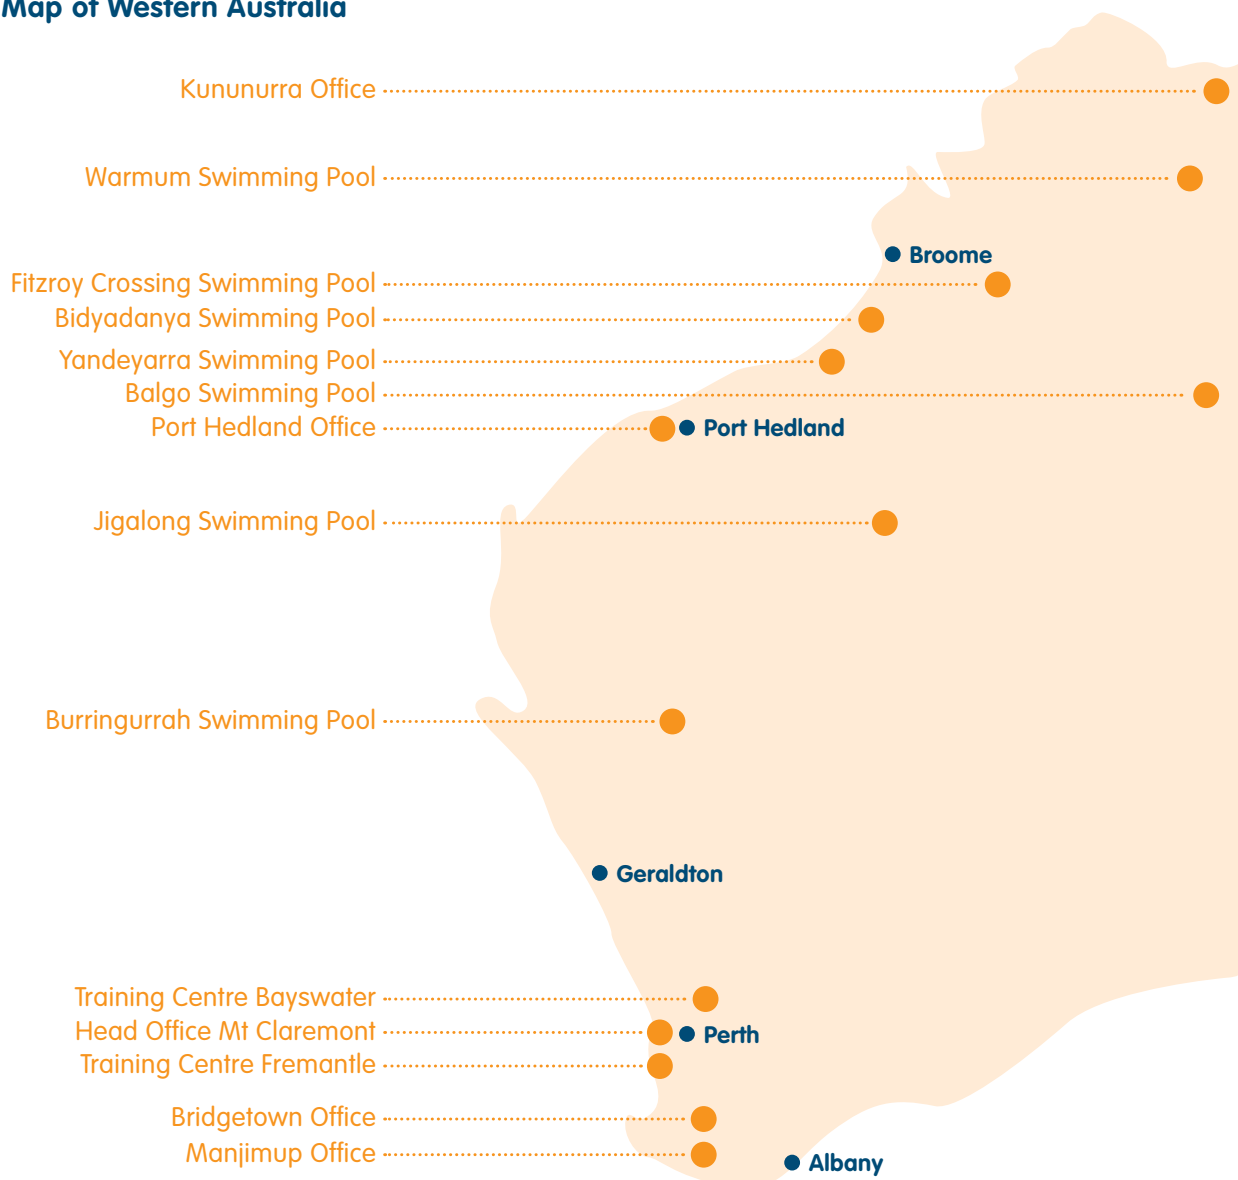 Map of Western Australia
Kununurra Office
Warmum Swimming Pool
Broome
Fitzroy Crossing Swimming Pool
Bidyadanya Swimming Pool
Yandeyarra Swimming Pool
Balgo Swimming Pool
Port Hedland Office
Port Hedland
Jigalong Swimming Pool
Burringurrah Swimming Pool
Geraldton
Training Centre Bayswater
Head Office Mt Claremont
Perth
Training Centre Fremantle
Bridgetown Office
Manjimup Office
Albany